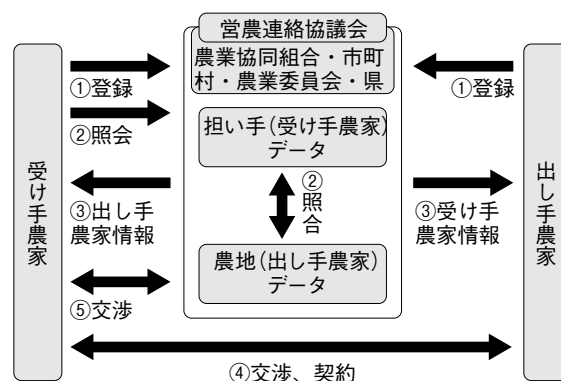 営農連絡協議会
農業協同組合・市町
村・農業委員会・県
①登録
②照会
①登録
担い手(受け手農家)
データ
②
照
合
③出し手
農家情報
③受け手
農家情報
農地(出し手農家)
データ
⑤交渉
④交渉、契約
受け手農家
出し手農家